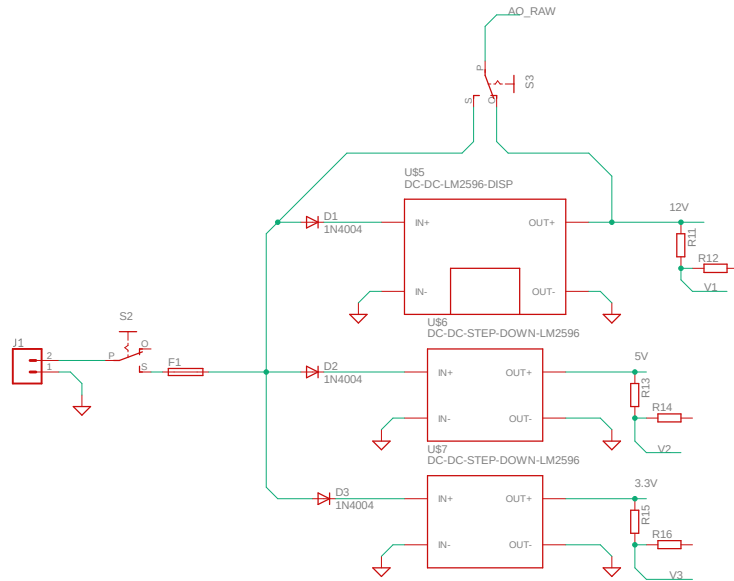 AO_RAW
P
S3
S
O
U$5
DC-DC-LM2596-DISP
D1
1N4004
IN+
OUT+
12V
R11
R12
V1
IN-
OUT-
S2
J1
2
1
P
O
S
F1
U$6
DC-DC-STEP-DOWN-LM2596
D2
1N4004
IN+
OUT+
5V
R13
R14
V2
IN-
OUT-
U$7
DC-DC-STEP-DOWN-LM2596
D3
1N4004
IN+
OUT+
3.3V
R15
R16
V3
IN-
OUT-